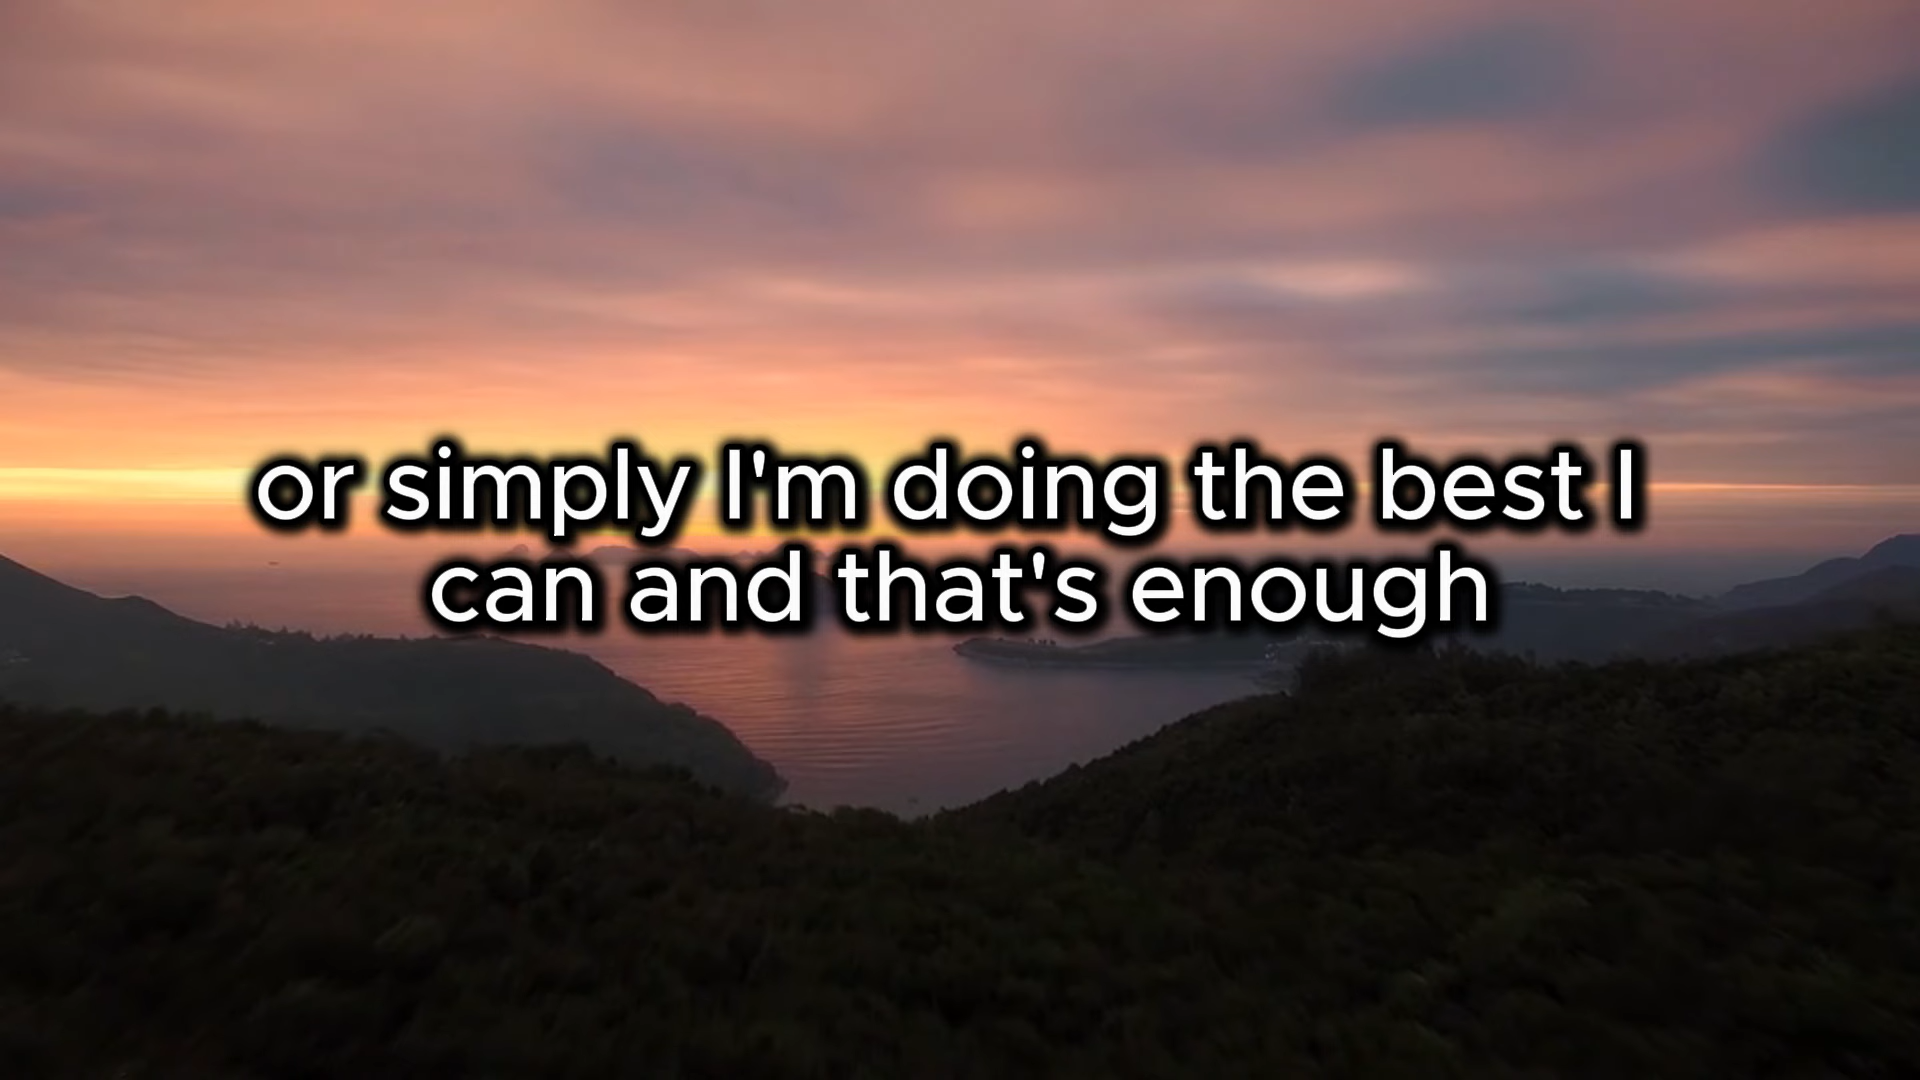 or simply I'm doing the best I
can and that's enough